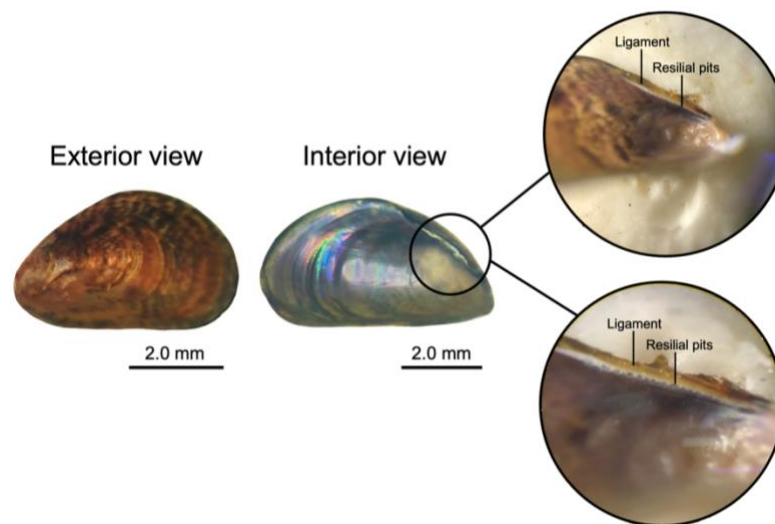 Exterior view
2.0 mm
Interior view
2.0 mm
Ligament
Resilial pits
Ligament
Resilial pits